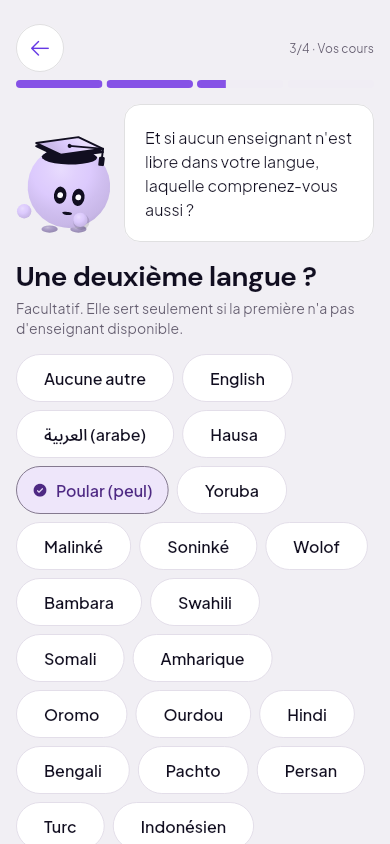 3/4 · Vos cours
Et si aucun enseignant n'est
libre dans votre langue,
laquelle comprenez-vous
aussi ?
Une deuxième langue ?
Facultatif. Elle sert seulement si la première n'a pas
d'enseignant disponible.
Aucune autre
English
العربية (arabe)
Hausa
Poular (peul)
Yoruba
Malinké
Soninké
Wolof
Bambara
Swahili
Somali
Amharique
Oromo
Ourdou
Hindi
Bengali
Pachto
Persan
Turc
Indonésien